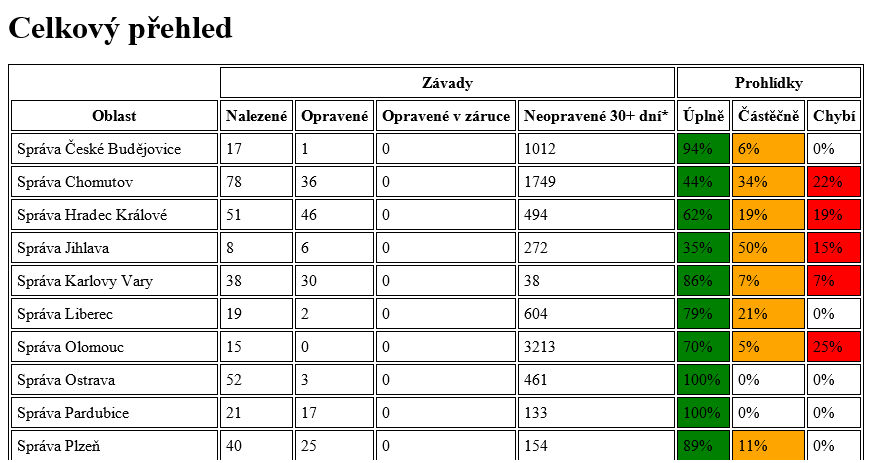 Celkový přehled
Závady Prohlídky
Oblast Nalezené Opravené Opravené v záruce Neopravené 30+ dní* Úplně Částěčně Chybí
Správa České Budějovice 17 1 0 1012 94% 6% 0%
Správa Chomutov 78 36 0 1749 44% 34% 22%
Správa Hradec Králové 51 46 0 494 62% 19% 19%
Správa Jihlava 8 6 0 272 35% 50% 15%
Správa Karlovy Vary 38 30 0 38 86% 7% 7%
Správa Liberec 19 2 0 604 79% 21% 0%
Správa Olomouc 15 0 0 3213 70% 5% 25%
Správa Ostrava 52 3 0 461 100% 0% 0%
Správa Pardubice 21 17 0 133 100% 0% 0%
Správa Plzeň 40 25 0 154 89% 11% 0%